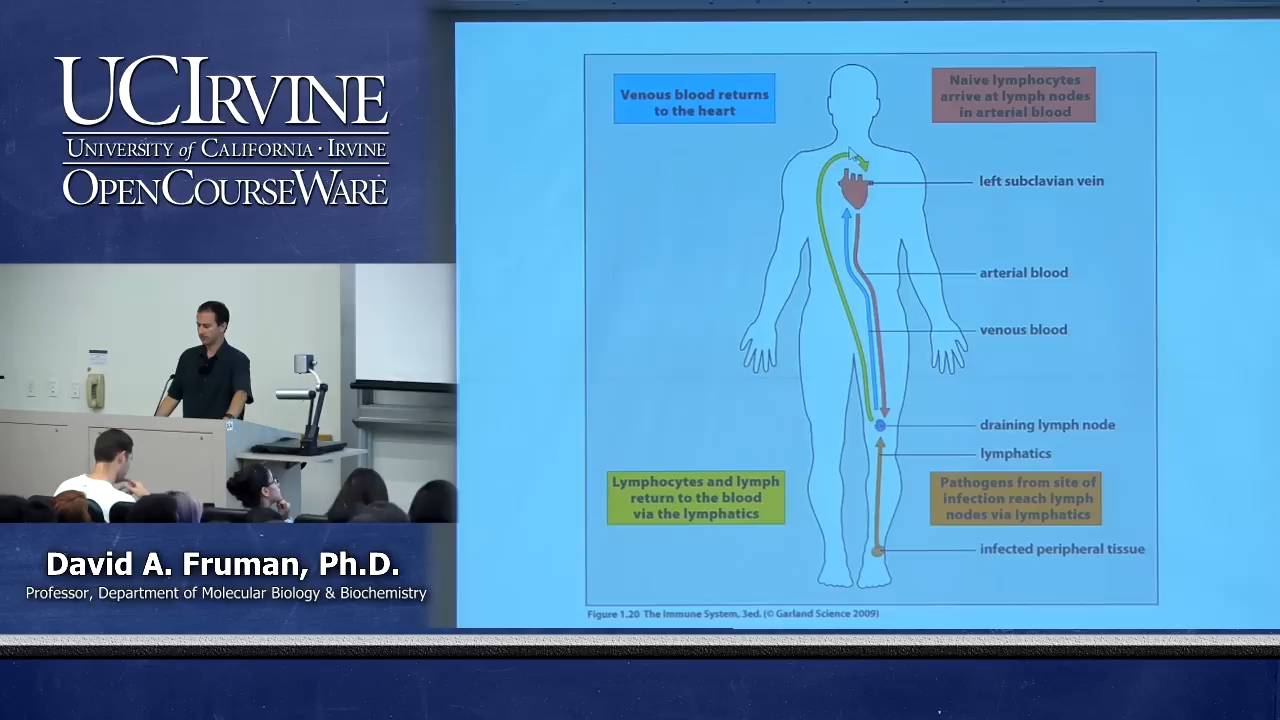 UCIRVINE
UNIVERSITY of CALIFORNIA · IRVINE
OPENCOURSEWARE
David A. Fruman, Ph.D.
Professor, Department of Molecular Biology & Biochemistry
Venous blood returns
to the heart
Naive lymphocytes
arrive at lymph nodes
in arterial blood
left subclavian vein
arterial blood
venous blood
draining lymph node
lymphatics
Lymphocytes and lymph
return to the blood
via the lymphatics
Pathogens from site of
infection reach lymph
nodes via lymphatics
infected peripheral tissue
Figure 1.20 The Immune System, 3ed. (© Garland Science 2009)